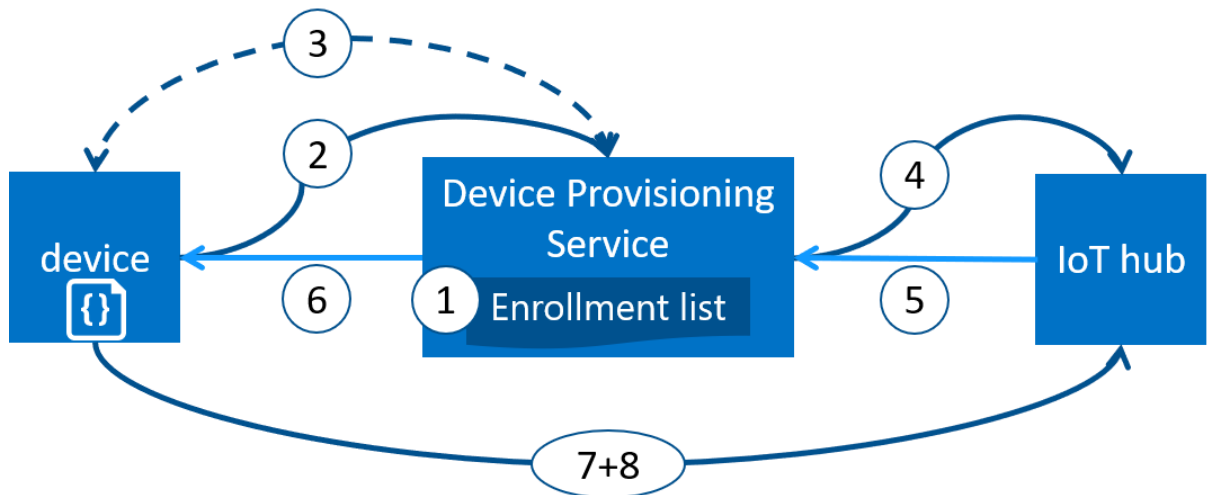 3
2
4
Device Provisioning
Service
device
IoT hub
{ }
6
1
Enrollment list
5
7+8